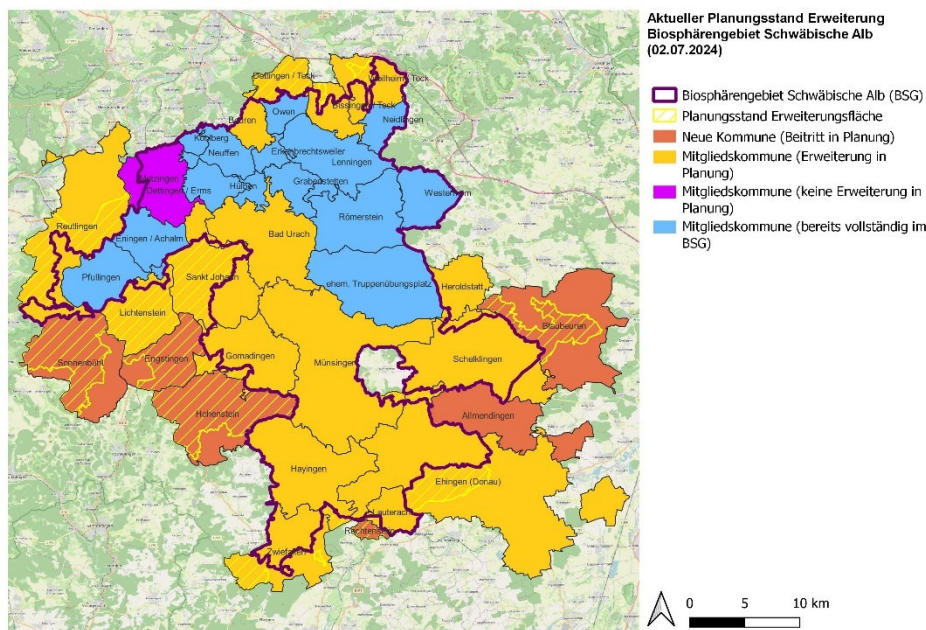 Aktueller Planungsstand Erweiterung
Biosphärengebiet Schwäbische Alb
(02.07.2024)
Biosphärengebiet Schwäbische Alb (BSG)
Planungsstand Erweiterungsfläche
Neue Kommune (Beitritt in Planung)
Mitgliedskommune (Erweiterung in
Planung)
Mitgliedskommune (keine Erweiterung in
Planung)
Mitgliedskommune (bereits vollständig im
BSG)
Dettingen / Teck
Weilheim / Teck
Bissingen / Teck
Owen
Beuren
Neidlingen
Kohlberg
Neuffen
Erkenbrechtsweiler
Lenningen
Metzingen
Dettingen / Erms
Hülben
Grabenstetten
Westerheim
Römerstein
Reutlingen
Eningen / Achalm
Bad Urach
Pfullingen
Sankt Johann
ehem. Truppenübungsplatz
Heroldstatt
Lichtenstein
Blaubeuren
Sonnenbühl
Engstingen
Gomadingen
Münsingen
Schelklingen
Hohenstein
Allmendingen
Hayingen
Ehingen (Donau)
Lauterach
Rechtenstein
Zwiefalten
0 5 10 km